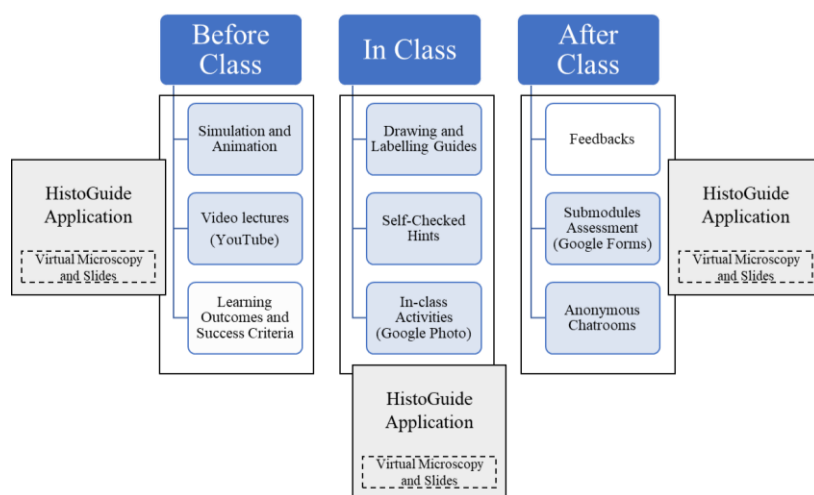 Before
Class
In Class
After
Class
Simulation and
Animation
Video lectures
(YouTube)
Learning
Outcomes and
Success Criteria
Drawing and
Labelling Guides
Self-Checked
Hints
In-class
Activities
(Google Photo)
Feedbacks
Submodules
Assessment
(Google Forms)
Anonymous
Chatrooms
HistoGuide
Application
Virtual Microscopy
and Slides
HistoGuide
Application
Virtual Microscopy
and Slides
HistoGuide
Application
Virtual Microscopy
and Slides